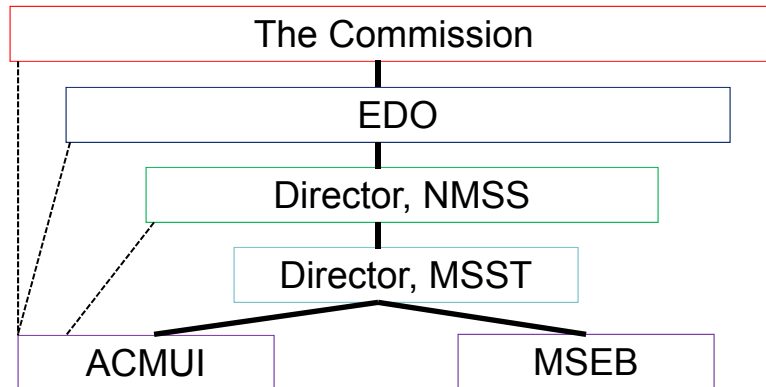 The Commission
EDO
Director, NMSS
Director, MSST
ACMUI
MSEB